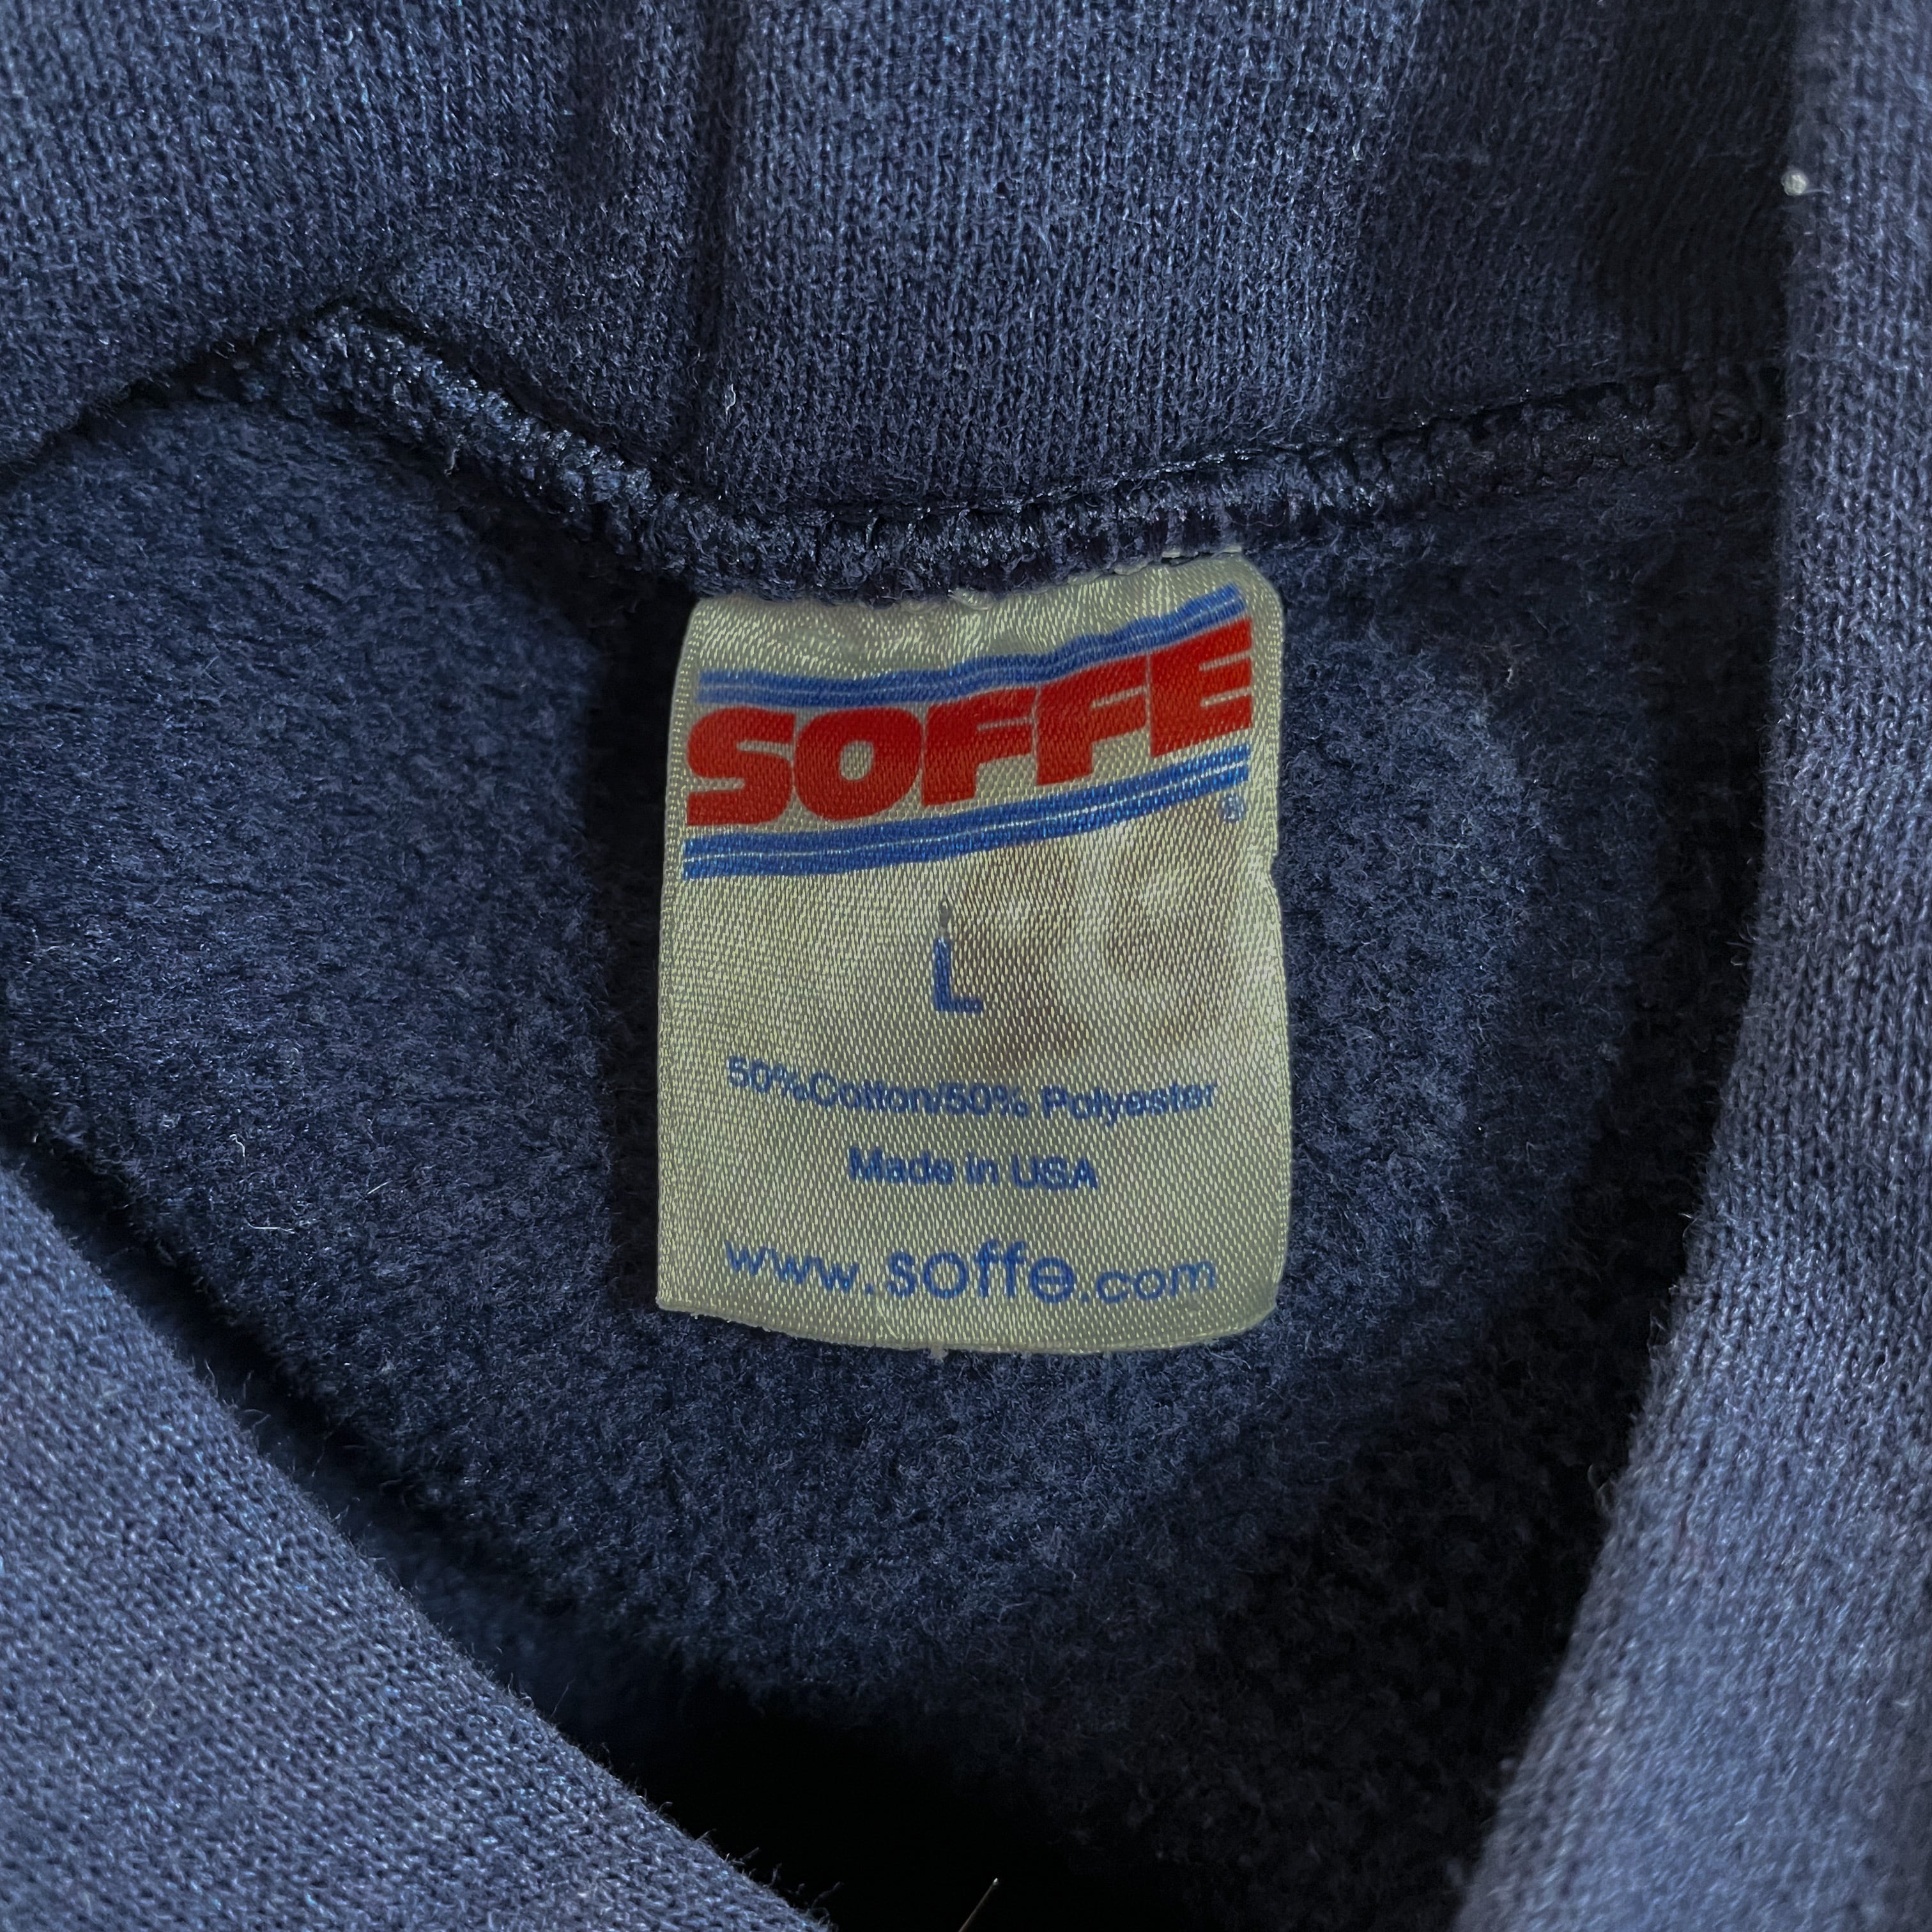 SOFFE
®
L
50%Cotton/50% Polyester
Made in USA
www.soffe.com